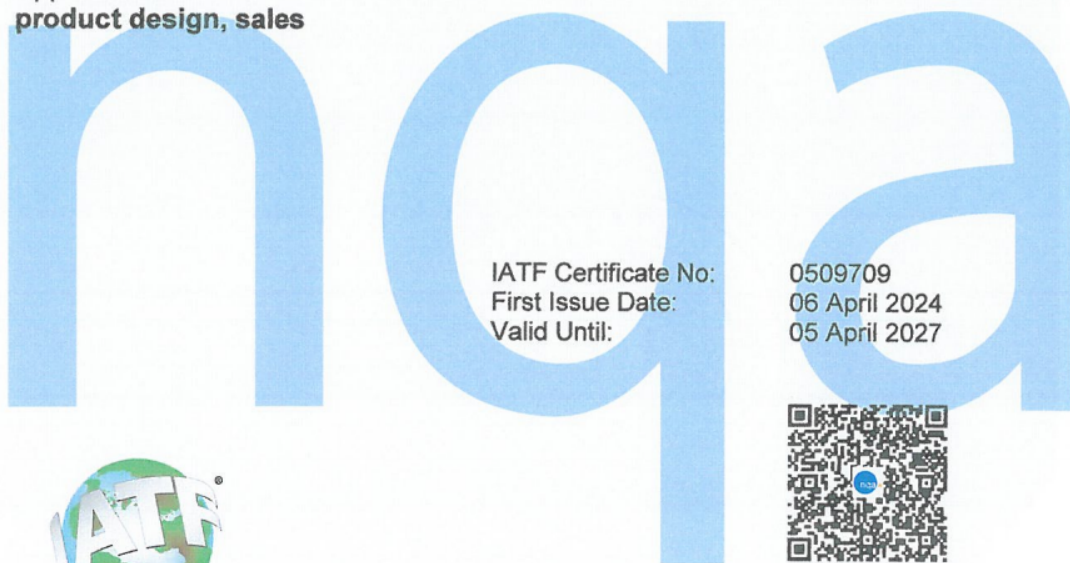 product design, sales
nqa
IATF Certificate No: 0509709
First Issue Date: 06 April 2024
Valid Until: 05 April 2027
IATF®
nqa